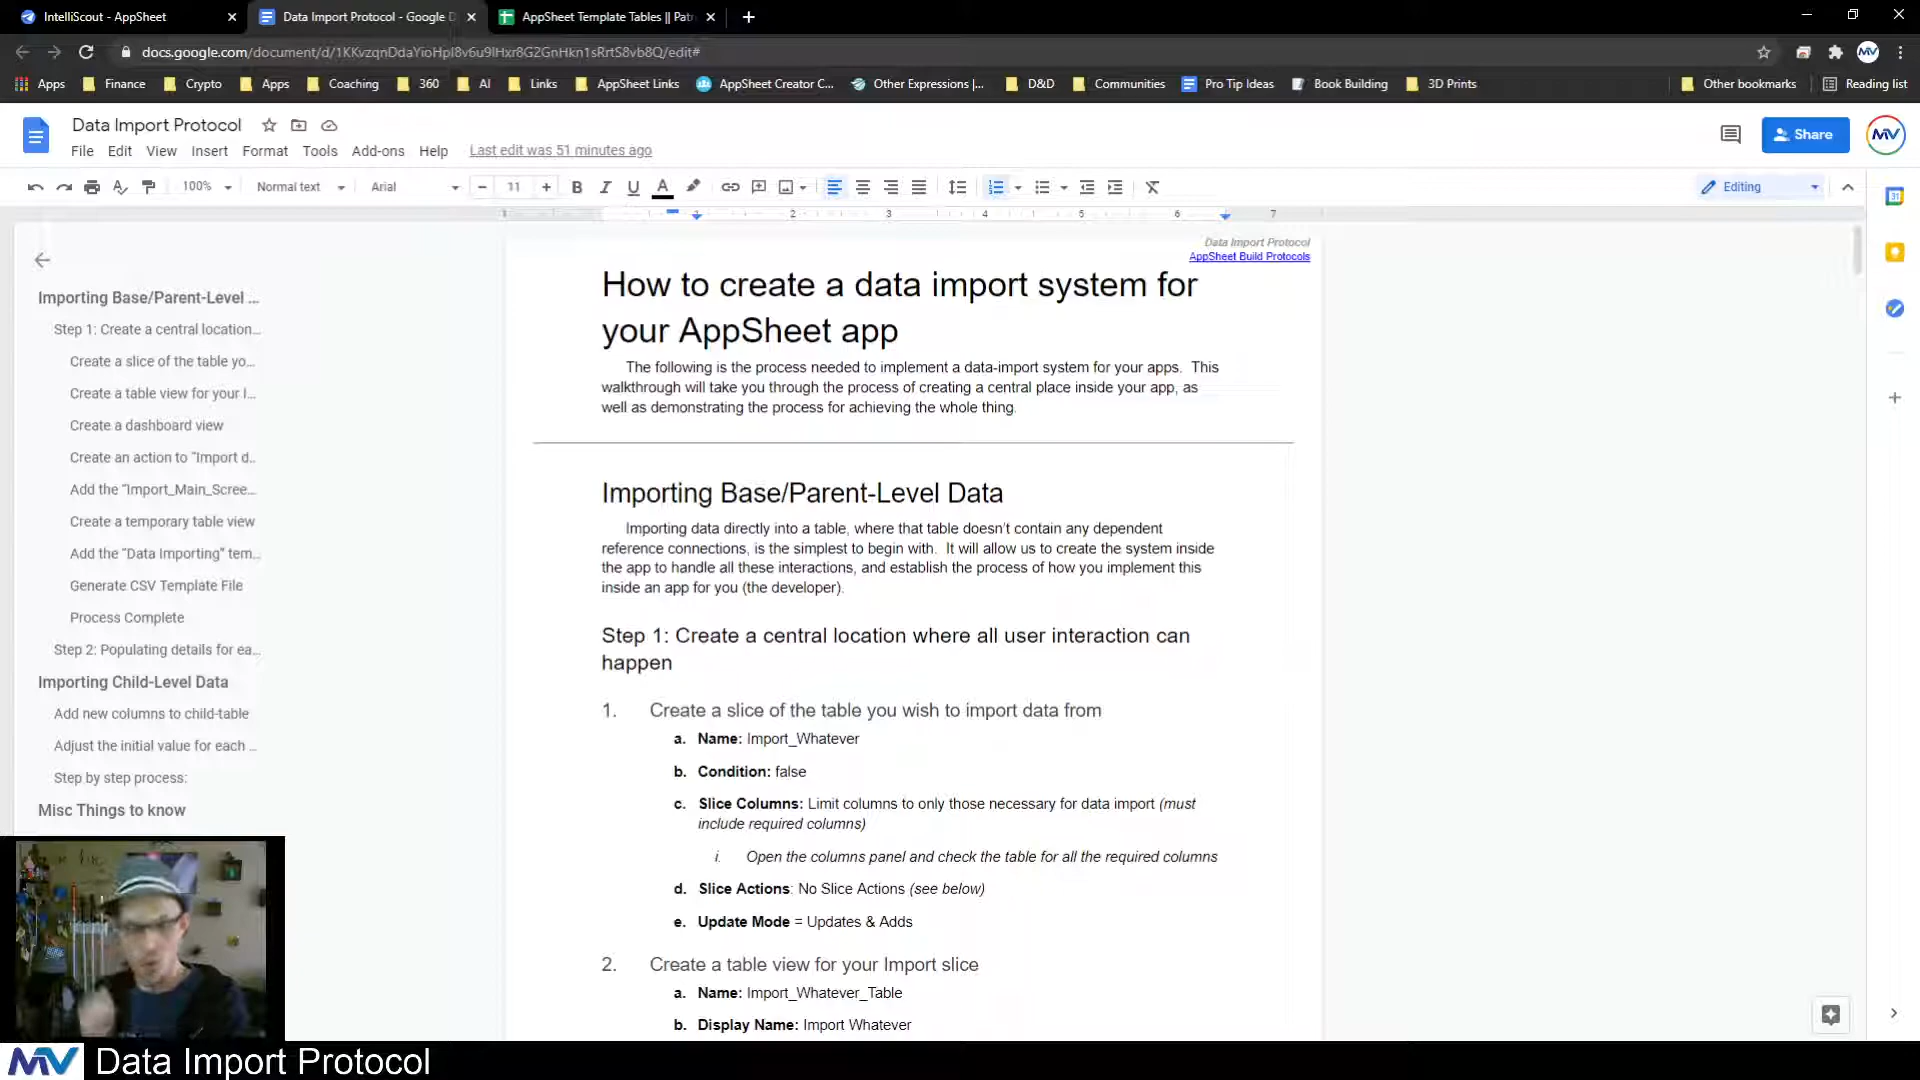 IntelliScout - AppSheet
Data Import Protocol - Google D
AppSheet Template Tables || Pat
docs.google.com/document/d/1KKvzqnDdaYioHpI8v6u9lHxr8G2GnHkn1sRrtS8vb8Q/edit#
Apps Finance Crypto Apps Coaching 360 AI Links AppSheet Links AppSheet Creator C... Other Expressions |... D&D Communities Pro Tip Ideas Book Building 3D Prints Other bookmarks Reading list
Data Import Protocol
Share
MV
File Edit View Insert Format Tools Add-ons Help Last edit was 51 minutes ago
100% Normal text Arial 11 Editing
1 1 2 3 4 5 6 7
Importing Base/Parent-Level ...
Step 1: Create a central location...
Create a slice of the table yo...
Create a table view for your I...
Create a dashboard view
Create an action to "Import d...
Add the "Import_Main_Scree...
Create a temporary table view
Add the "Data Importing" tem...
Generate CSV Template File
Process Complete
Step 2: Populating details for ea...
Importing Child-Level Data
Add new columns to child-table
Adjust the initial value for each ...
Step by step process:
Misc Things to know
Data Import Protocol
AppSheet Build Protocols
How to create a data import system for
your AppSheet app
The following is the process needed to implement a data-import system for your apps. This
walkthrough will take you through the process of creating a central place inside your app, as
well as demonstrating the process for achieving the whole thing.
Importing Base/Parent-Level Data
Importing data directly into a table, where that table doesn't contain any dependent
reference connections, is the simplest to begin with. It will allow us to create the system inside
the app to handle all these interactions, and establish the process of how you implement this
inside an app for you (the developer).
Step 1: Create a central location where all user interaction can
happen
1. Create a slice of the table you wish to import data from
a. Name: Import_Whatever
b. Condition: false
c. Slice Columns: Limit columns to only those necessary for data import (must
include required columns)
i. Open the columns panel and check the table for all the required columns
d. Slice Actions: No Slice Actions (see below)
e. Update Mode = Updates & Adds
2. Create a table view for your Import slice
a. Name: Import_Whatever_Table
b. Display Name: Import Whatever
MV Data Import Protocol